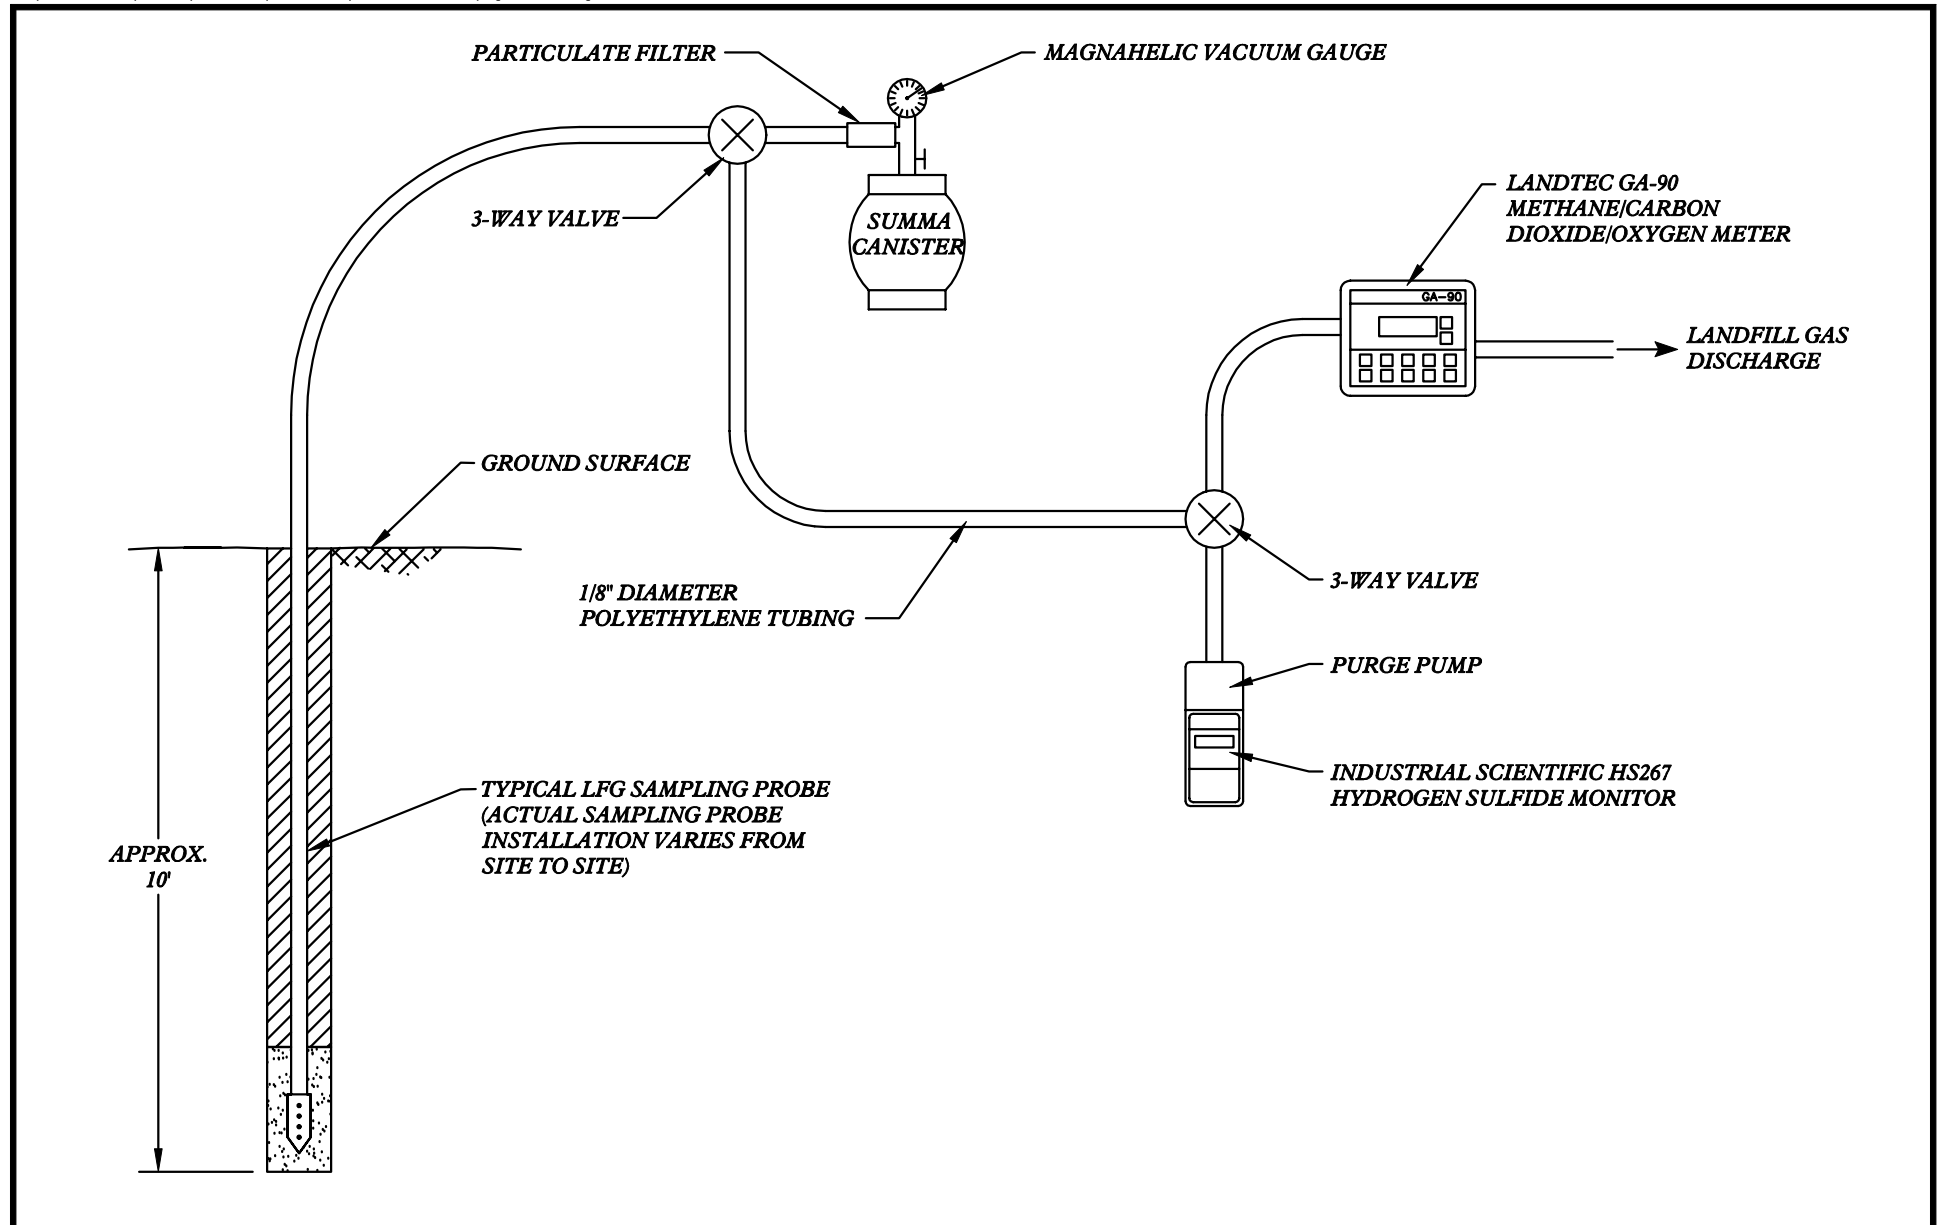 PARTICULATE FILTER
MAGNAHELIC VACUUM GAUGE
3-WAY VALVE
SUMMA
CANISTER
LANDTEC GA-90
METHANE/CARBON
DIOXIDE/OXYGEN METER
GA-90
LANDFILL GAS
DISCHARGE
GROUND SURFACE
1/8" DIAMETER
POLYETHYLENE TUBING
3-WAY VALVE
PURGE PUMP
INDUSTRIAL SCIENTIFIC HS267
HYDROGEN SULFIDE MONITOR
TYPICAL LFG SAMPLING PROBE
(ACTUAL SAMPLING PROBE
INSTALLATION VARIES FROM
SITE TO SITE)
APPROX.
10'